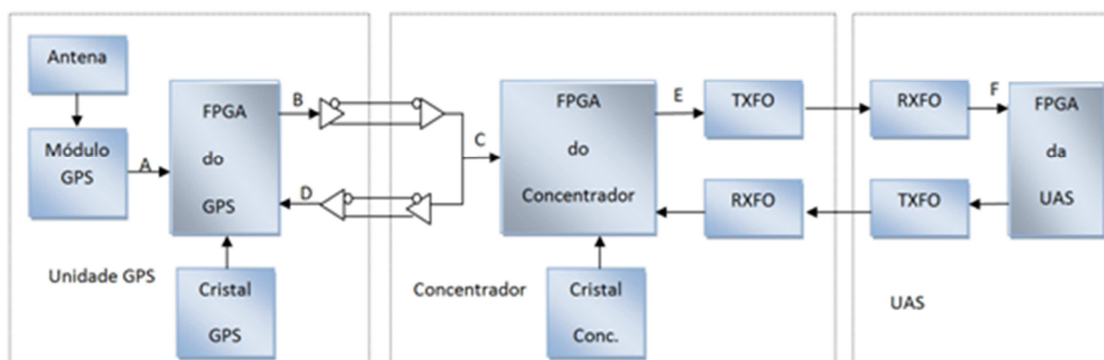 Antena
Módulo
GPS
A
FPGA
do
GPS
B
D
Cristal
GPS
Unidade GPS
C
FPGA
do
Concentrador
E
TXFO
RXFO
Cristal
Conc.
Concentrador
RXFO
F
TXFO
FPGA
da
UAS
UAS